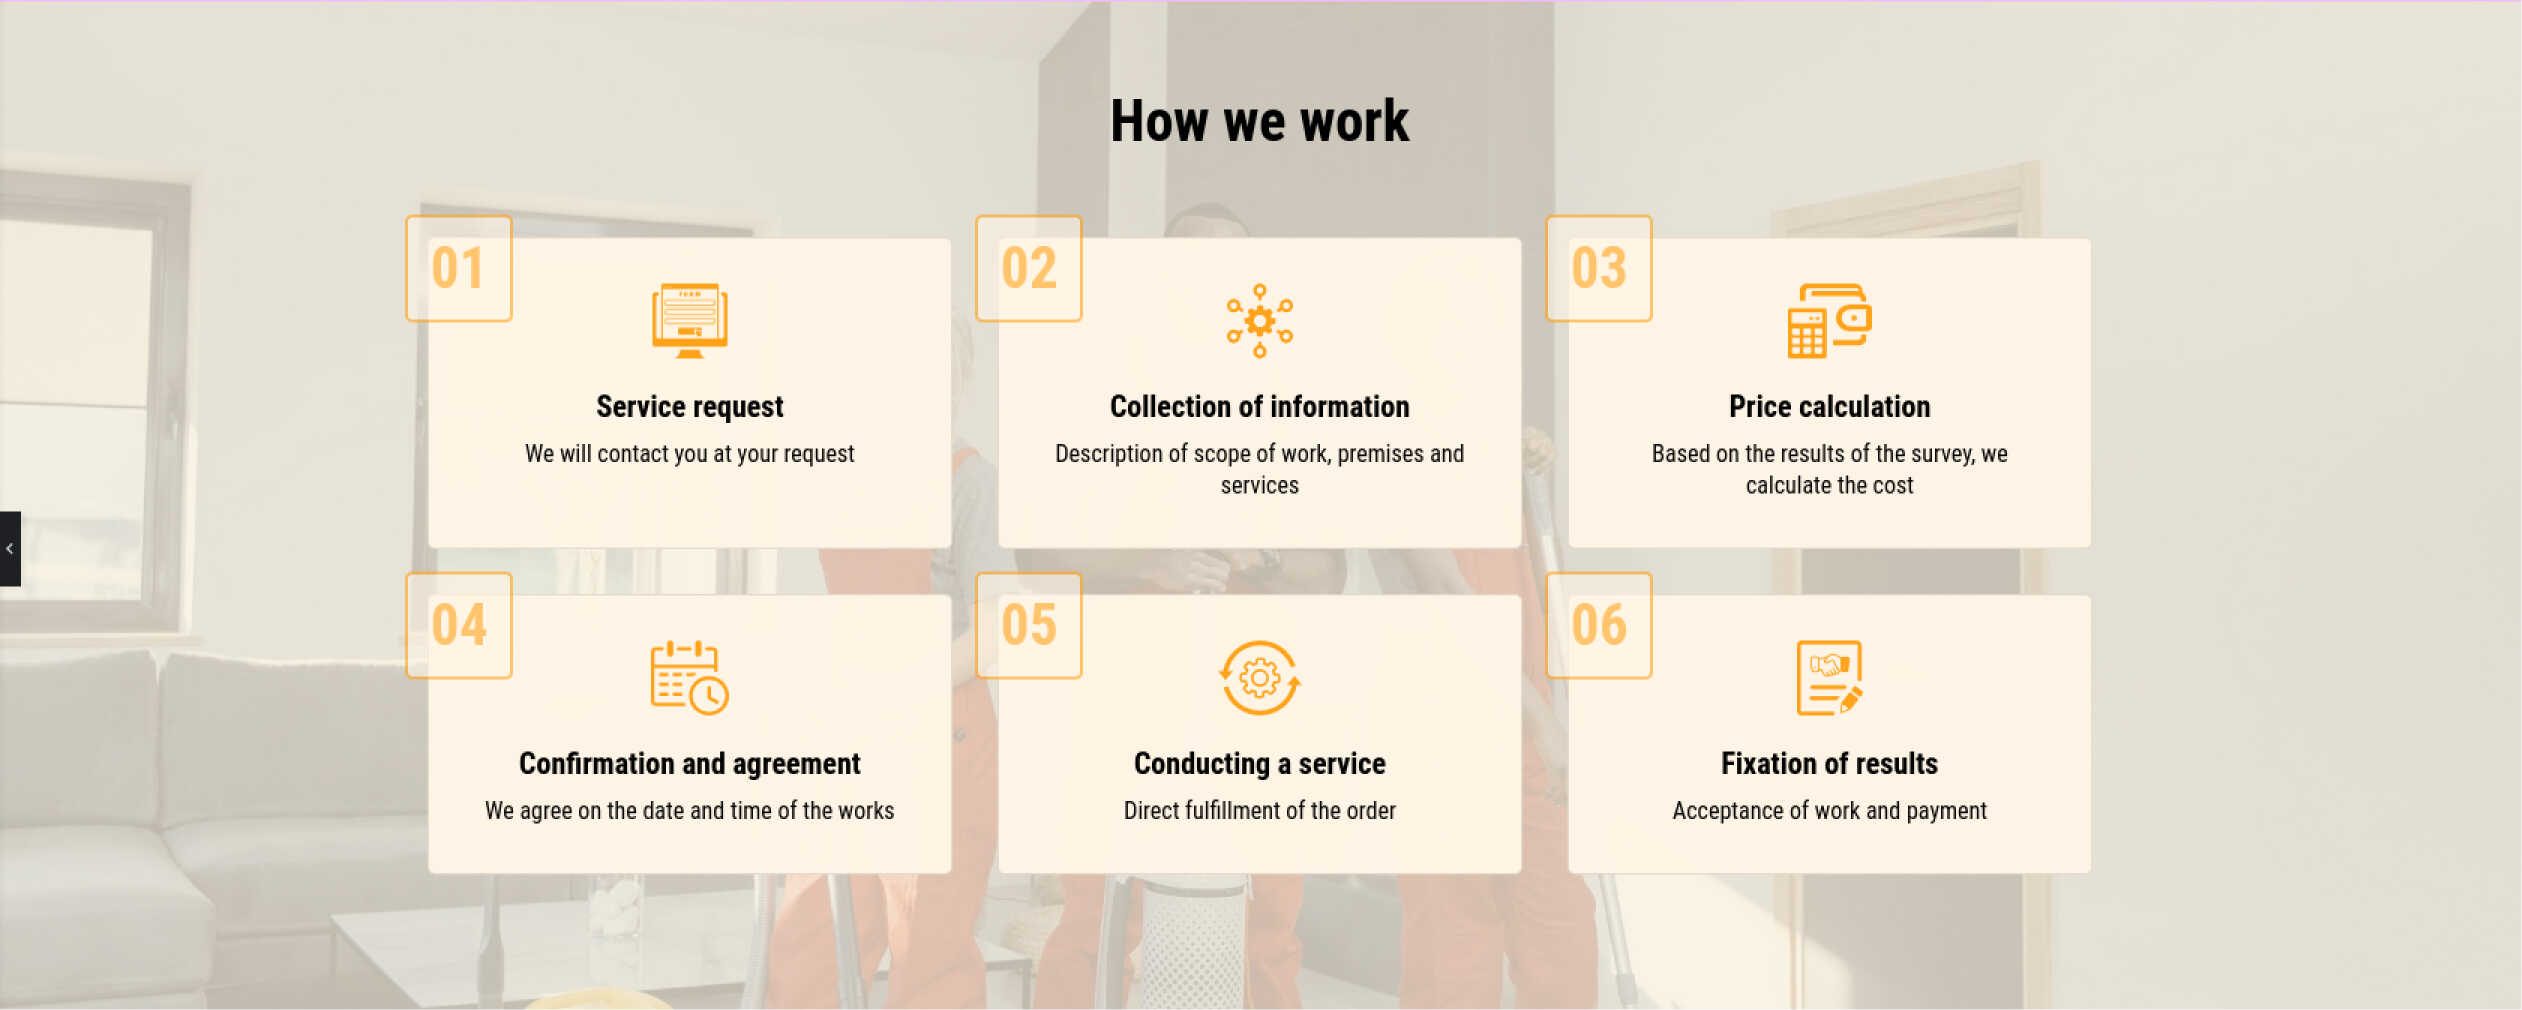 How we work
01
FORM
Service request
We will contact you at your request
02
Collection of information
Description of scope of work, premises and
services
03
Price calculation
Based on the results of the survey, we
calculate the cost
04
Confirmation and agreement
We agree on the date and time of the works
05
Conducting a service
Direct fulfillment of the order
06
Fixation of results
Acceptance of work and payment